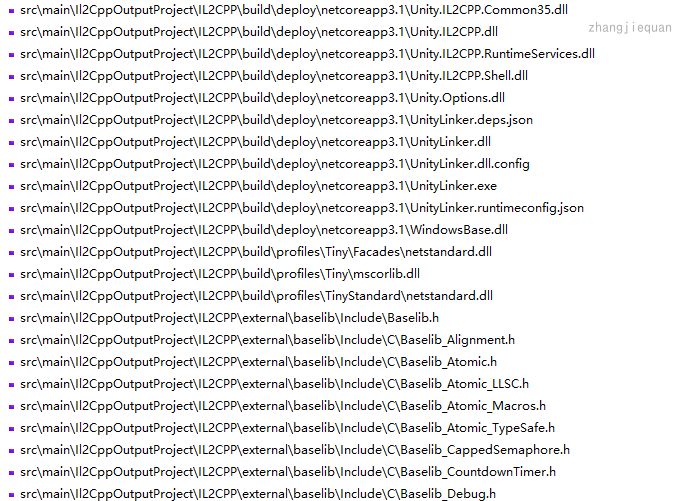 src\main\Il2CppOutputProject\IL2CPP\build\deploy\netcoreapp3.1\Unity.IL2CPP.Common35.dll
zhangjiequan
src\main\Il2CppOutputProject\IL2CPP\build\deploy\netcoreapp3.1\Unity.IL2CPP.dll
src\main\Il2CppOutputProject\IL2CPP\build\deploy\netcoreapp3.1\Unity.IL2CPP.RuntimeServices.dll
src\main\Il2CppOutputProject\IL2CPP\build\deploy\netcoreapp3.1\Unity.IL2CPP.Shell.dll
src\main\Il2CppOutputProject\IL2CPP\build\deploy\netcoreapp3.1\Unity.Options.dll
src\main\Il2CppOutputProject\IL2CPP\build\deploy\netcoreapp3.1\UnityLinker.deps.json
src\main\Il2CppOutputProject\IL2CPP\build\deploy\netcoreapp3.1\UnityLinker.dll
src\main\Il2CppOutputProject\IL2CPP\build\deploy\netcoreapp3.1\UnityLinker.dll.config
src\main\Il2CppOutputProject\IL2CPP\build\deploy\netcoreapp3.1\UnityLinker.exe
src\main\Il2CppOutputProject\IL2CPP\build\deploy\netcoreapp3.1\UnityLinker.runtimeconfig.json
src\main\Il2CppOutputProject\IL2CPP\build\deploy\netcoreapp3.1\WindowsBase.dll
src\main\Il2CppOutputProject\IL2CPP\build\profiles\Tiny\Facades\netstandard.dll
src\main\Il2CppOutputProject\IL2CPP\build\profiles\Tiny\mscorlib.dll
src\main\Il2CppOutputProject\IL2CPP\build\profiles\TinyStandard\netstandard.dll
src\main\Il2CppOutputProject\IL2CPP\external\baselib\Include\Baselib.h
src\main\Il2CppOutputProject\IL2CPP\external\baselib\Include\C\Baselib_Alignment.h
src\main\Il2CppOutputProject\IL2CPP\external\baselib\Include\C\Baselib_Atomic.h
src\main\Il2CppOutputProject\IL2CPP\external\baselib\Include\C\Baselib_Atomic_LLSC.h
src\main\Il2CppOutputProject\IL2CPP\external\baselib\Include\C\Baselib_Atomic_Macros.h
src\main\Il2CppOutputProject\IL2CPP\external\baselib\Include\C\Baselib_Atomic_TypeSafe.h
src\main\Il2CppOutputProject\IL2CPP\external\baselib\Include\C\Baselib_CappedSemaphore.h
src\main\Il2CppOutputProject\IL2CPP\external\baselib\Include\C\Baselib_CountdownTimer.h
src\main\Il2CppOutputProject\IL2CPP\external\baselib\Include\C\Baselib_Debug.h